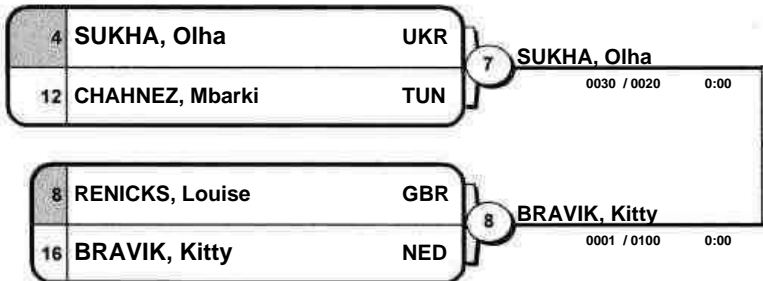 4 SUKHA, Olha UKR
12 CHAHNEZ, Mbarki TUN
7 SUKHA, Olha
0030 / 0020 0:00
8 RENICKS, Louise GBR
16 BRAVIK, Kitty NED
8 BRAVIK, Kitty
0001 / 0100 0:00